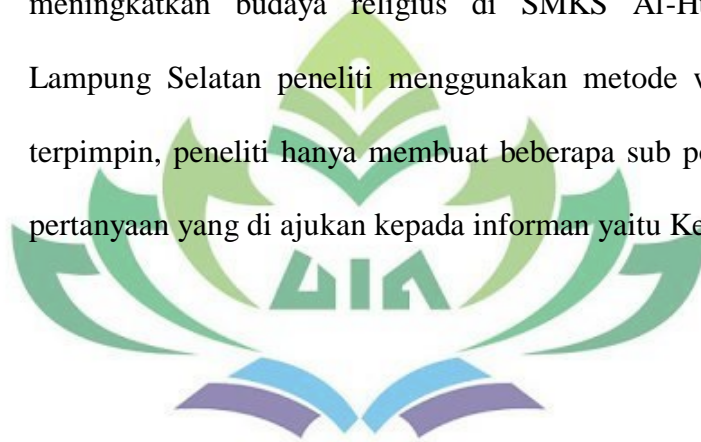 meningkatkan budaya religius di SMKS Al-Hu
Lampung Selatan peneliti menggunakan metode
terpimpin, peneliti hanya membuat beberapa sub
pertanyaan yang di ajukan kepada informan yaitu
UIN